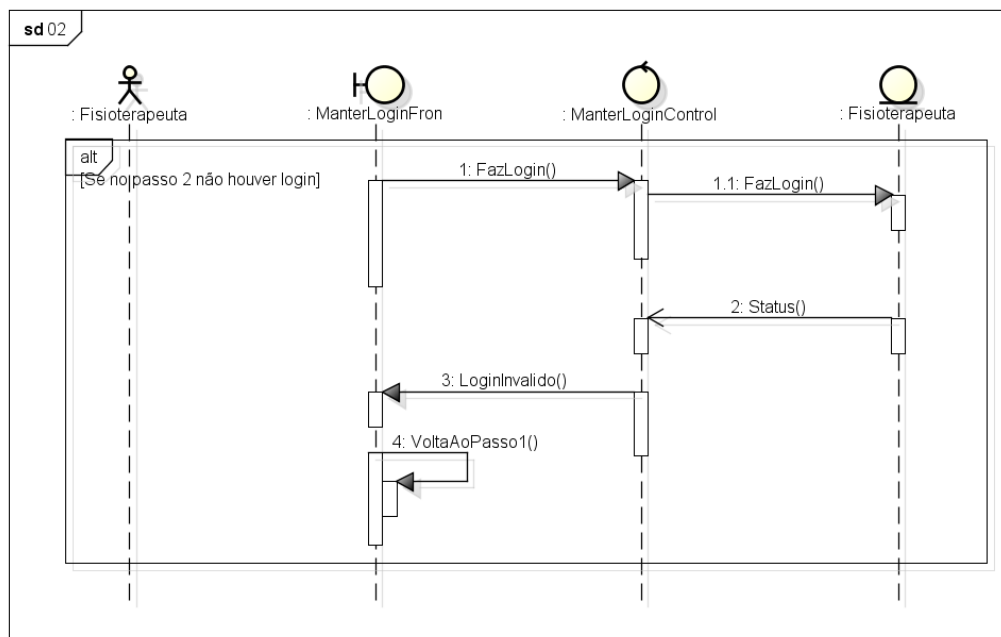 sd 02
: Fisioterapeuta
: ManterLoginFron
: ManterLoginControl
: Fisioterapeuta
alt
[Se no passo 2 não houver login]
1: FazLogin()
1.1: FazLogin()
2: Status()
3: LoginInvalido()
4: VoltaAoPasso1()